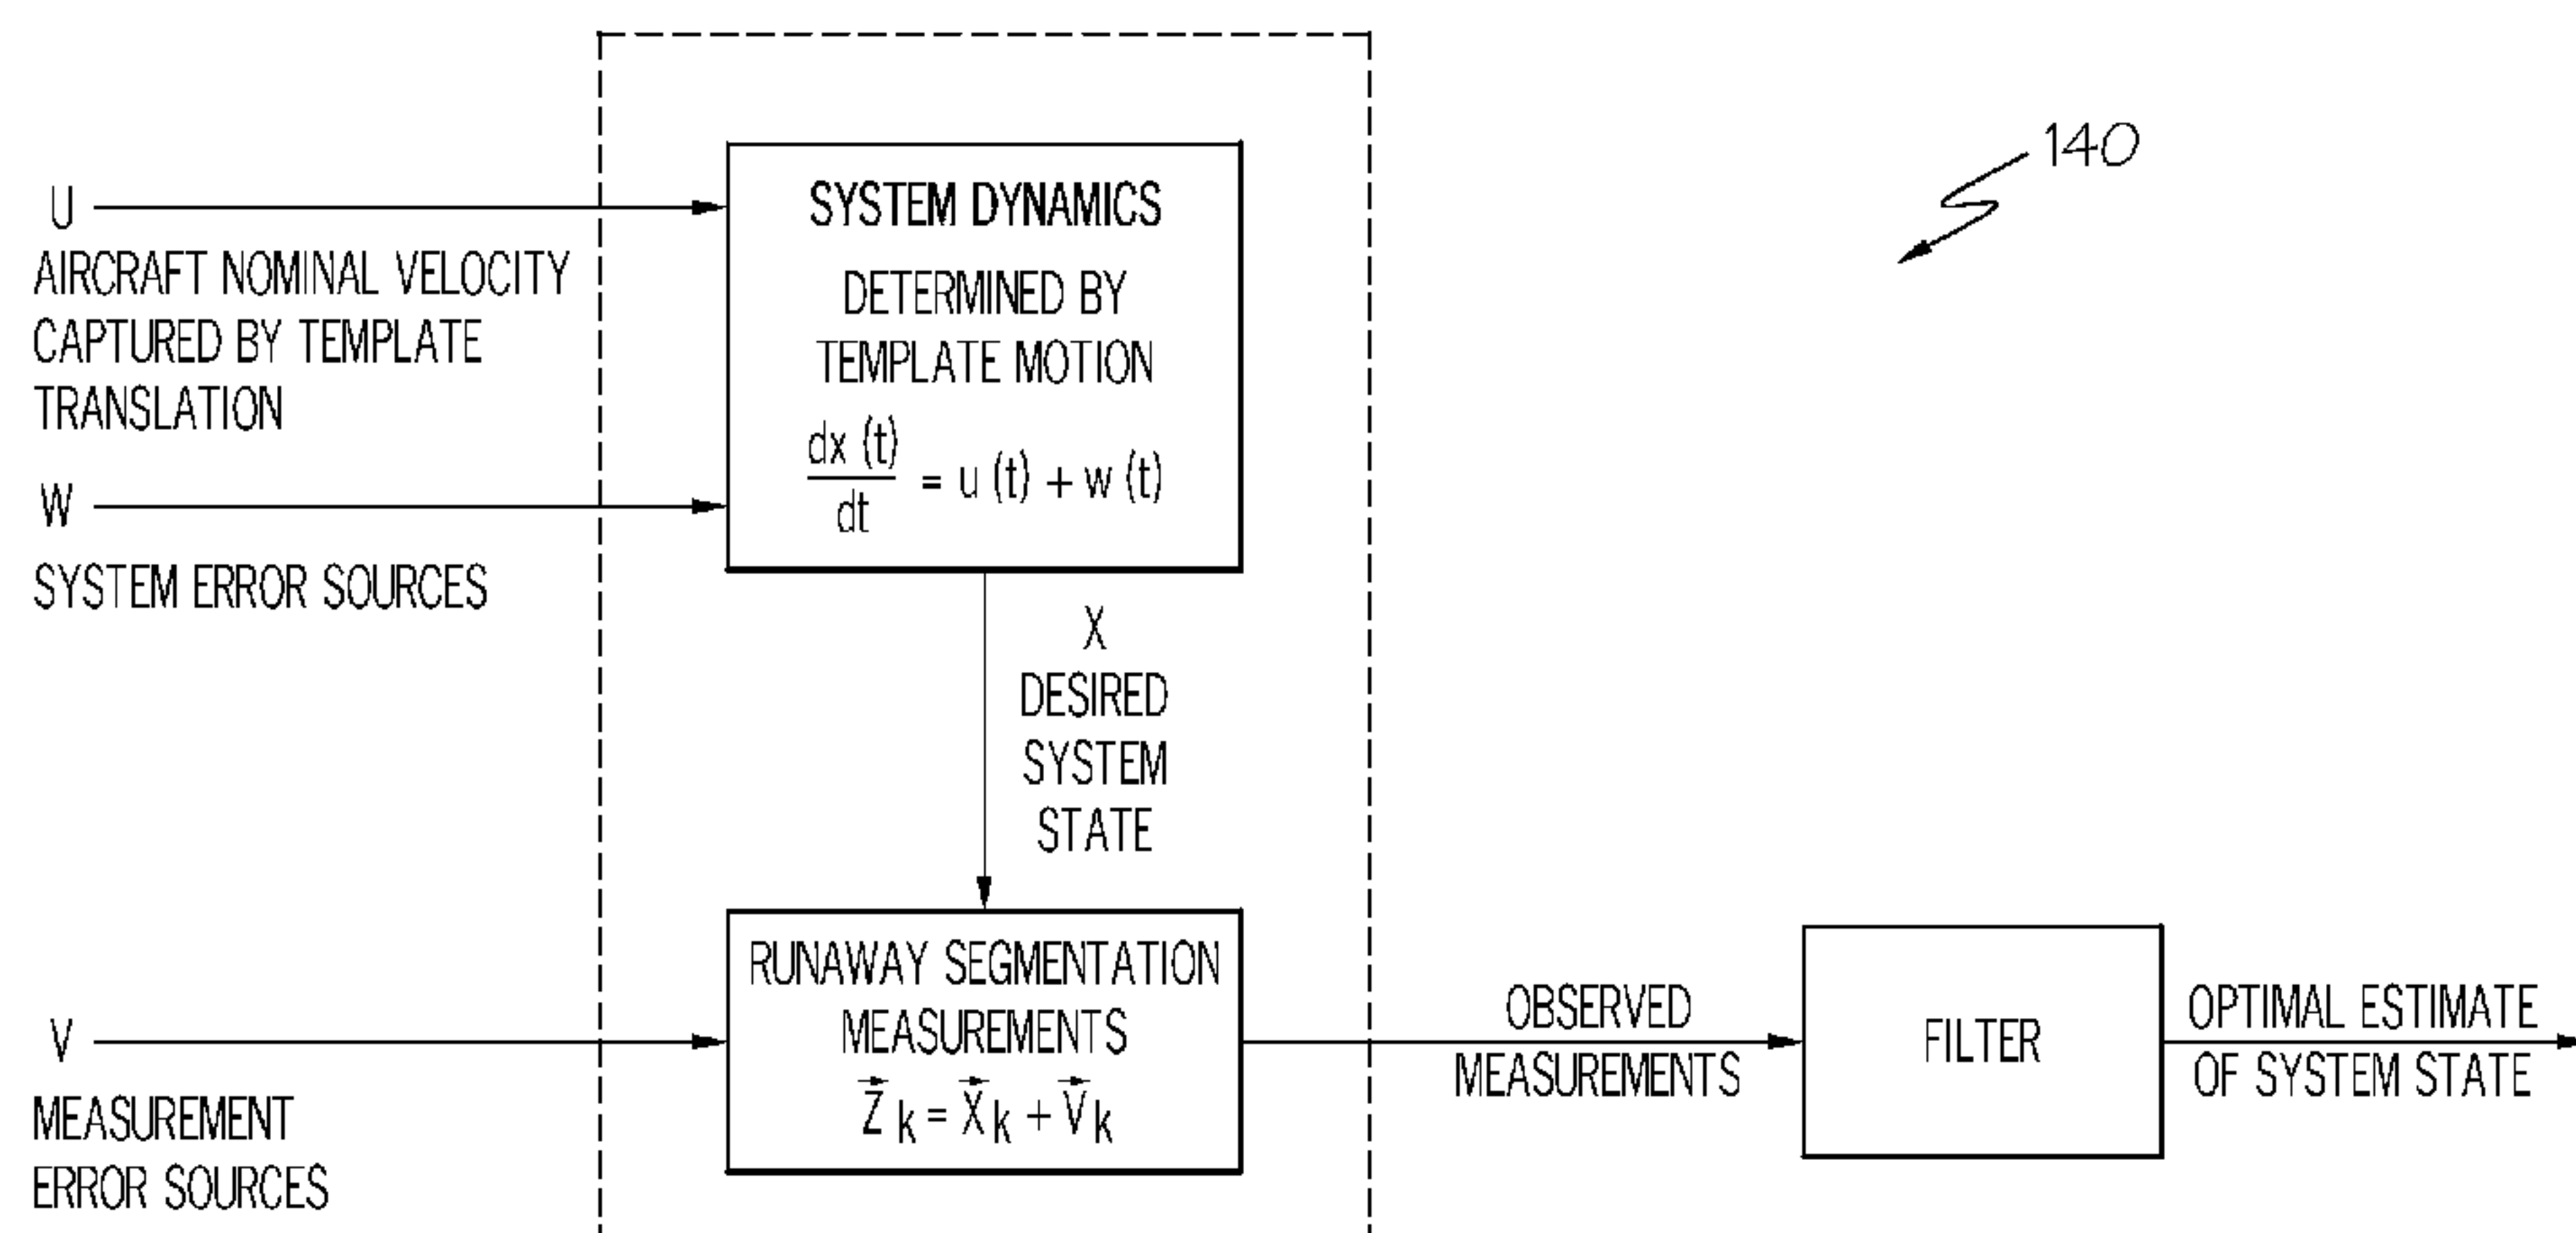 140
U
AIRCRAFT NOMINAL VELOCITY
CAPTURED BY TEMPLATE
TRANSLATION
W
SYSTEM ERROR SOURCES
SYSTEM DYNAMICS
DETERMINED BY
TEMPLATE MOTION
dx (t)
dt
= u (t) + w (t)
X
DESIRED
SYSTEM
STATE
V
MEASUREMENT
ERROR SOURCES
RUNAWAY SEGMENTATION
MEASUREMENTS
Z⃗ k = X⃗ k + V⃗ k
OBSERVED
MEASUREMENTS
FILTER
OPTIMAL ESTIMATE
OF SYSTEM STATE